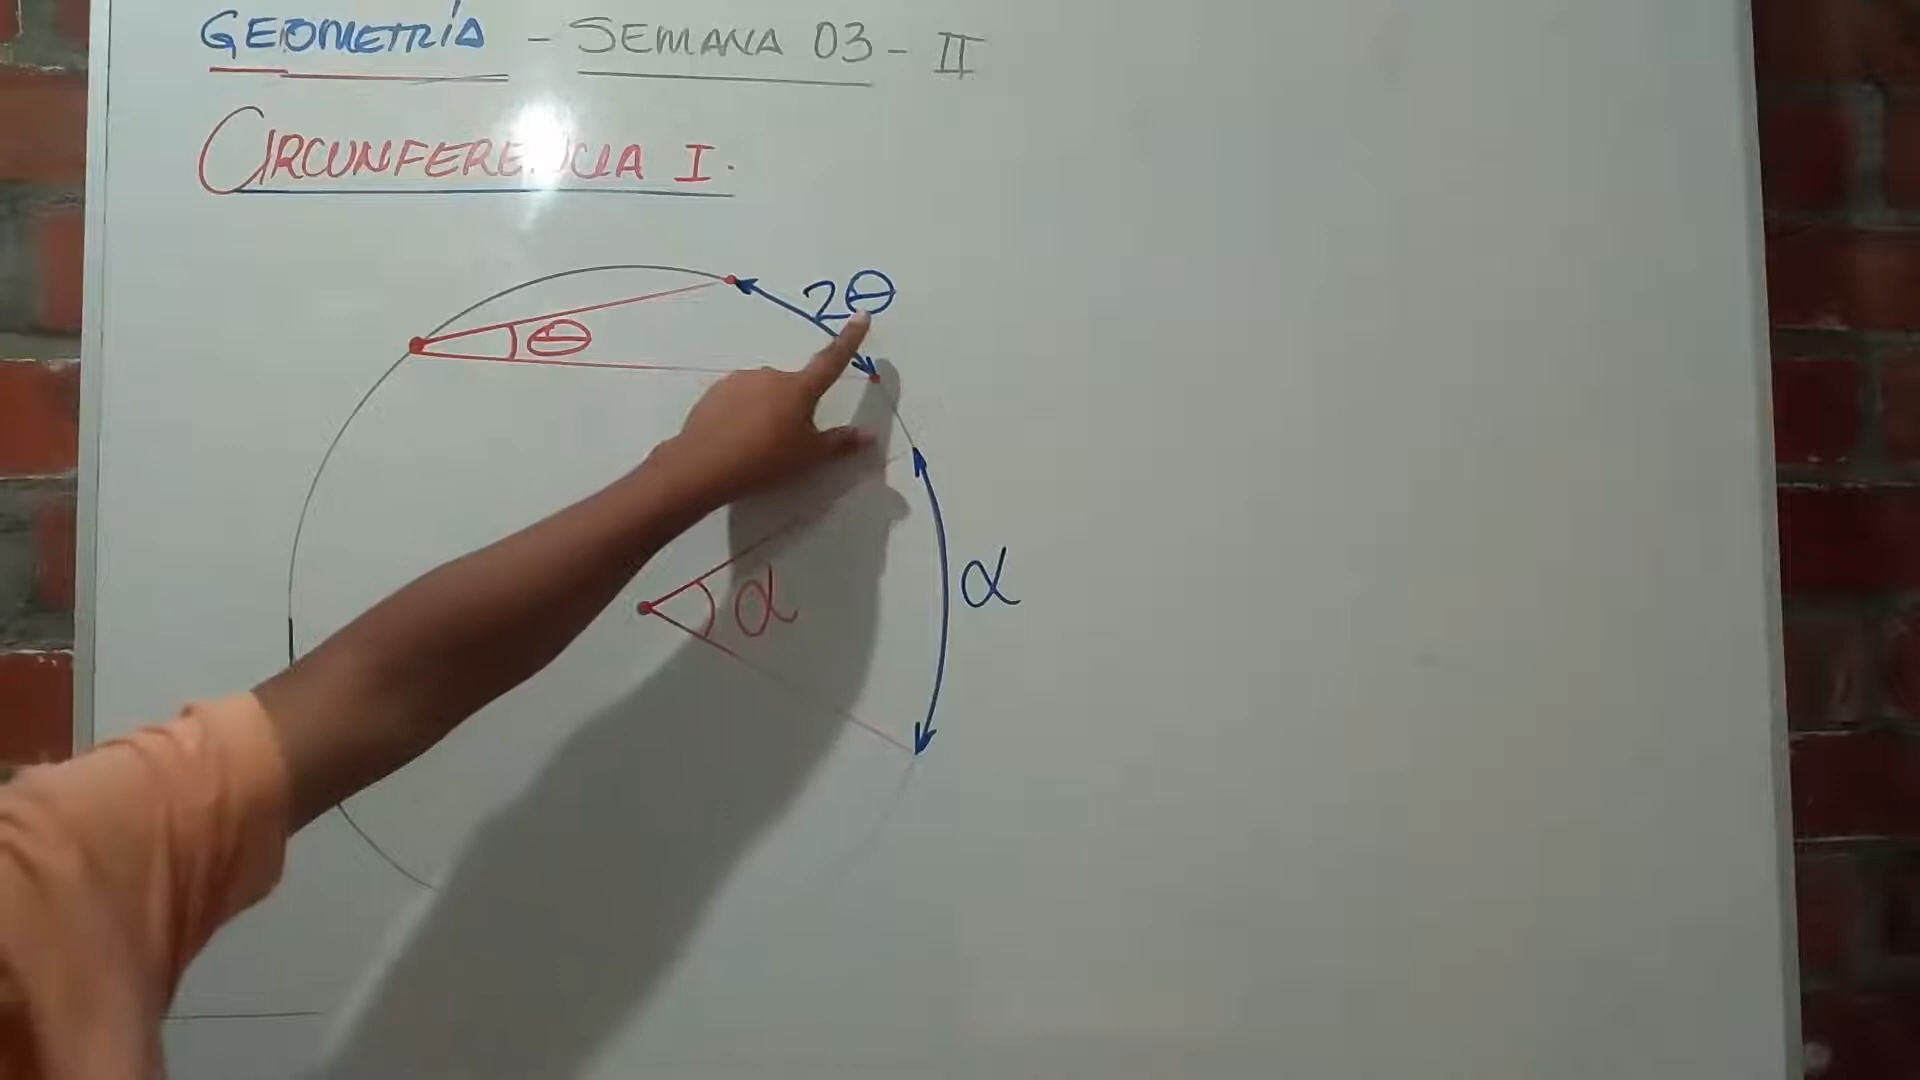 GEOMETRÍA - SEMANA 03 - II
CIRCUNFERENCIA I.
2θ
θ
α
α